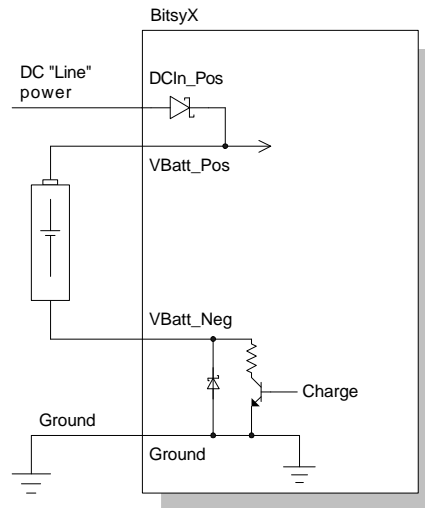 BitsyX
DC "Line"
power
DCIn_Pos
VBatt_Pos
VBatt_Neg
Charge
Ground
Ground